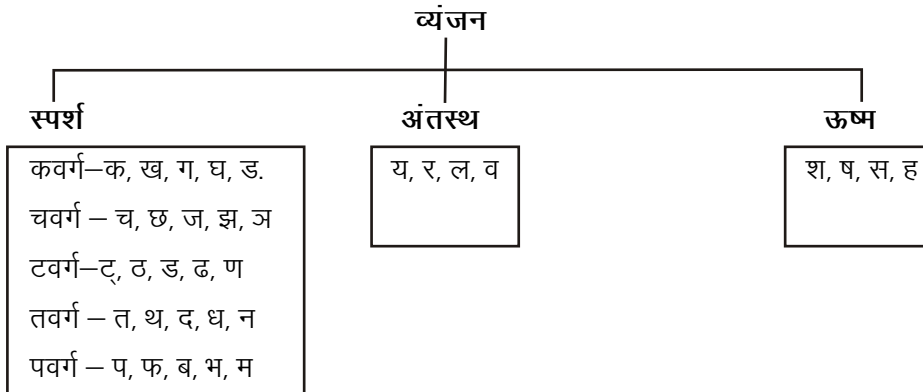 व्यंजन
स्पर्श
अंतस्थ
ऊष्म
कवर्ग–क, ख, ग, घ, ड.
चवर्ग – च, छ, ज, झ, ञ
टवर्ग–ट्, ठ, ड, ढ, ण
तवर्ग – त, थ, द, ध, न
पवर्ग – प, फ, ब, भ, म
य, र, ल, व
श, ष, स, ह